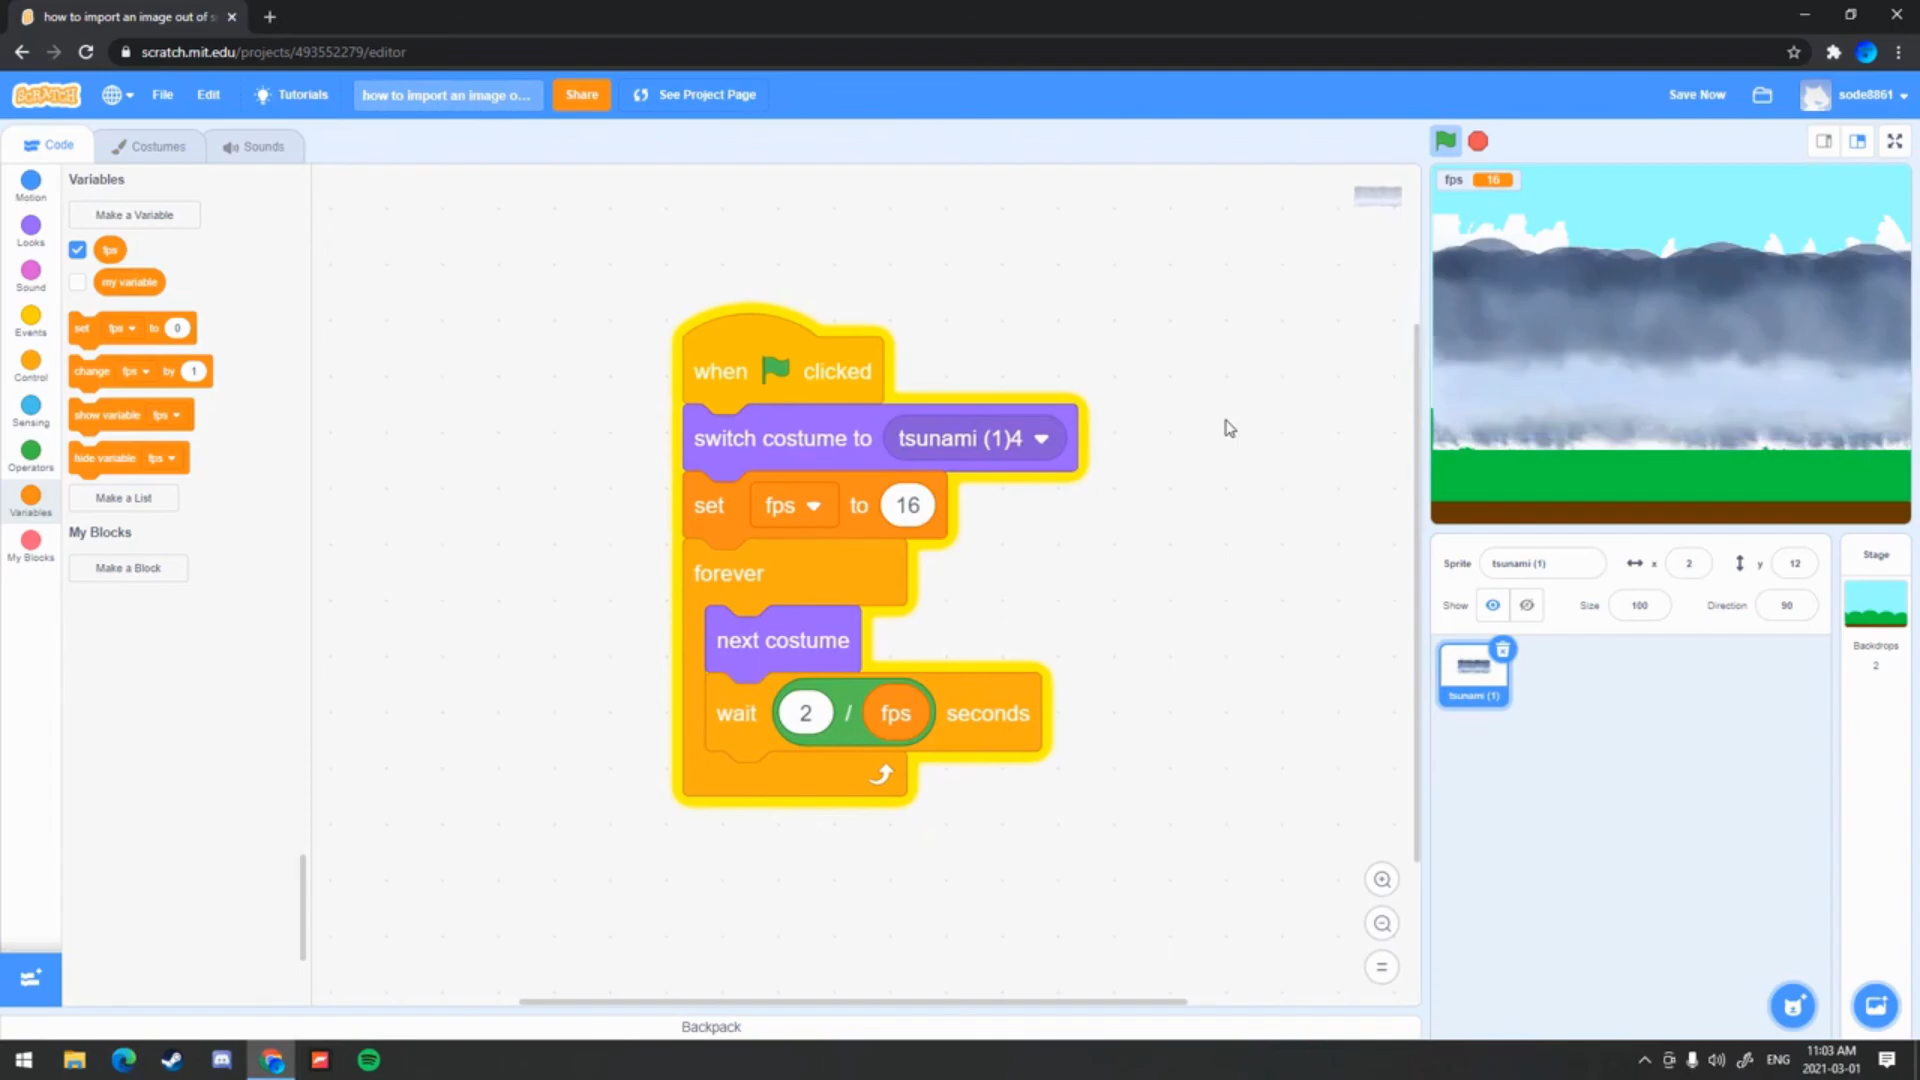 how to import an image out of s
scratch.mit.edu/projects/493552279/editor
SCRATCH
File
Edit
Tutorials
how to import an image o...
Share
See Project Page
Save Now
sode8861
Code
Costumes
Sounds
Motion
Looks
Sound
Events
Control
Sensing
Operators
Variables
My Blocks
Variables
Make a Variable
fps
my variable
set fps to 0
change fps by 1
show variable fps
hide variable fps
Make a List
My Blocks
Make a Block
when clicked
switch costume to tsunami (1)4
set fps to 16
forever
next costume
wait 2 / fps seconds
fps 16
Sprite tsunami (1) x 2 y 12
Show Size 100 Direction 90
tsunami (1)
Stage
Backdrops
2
Backpack
ENG
11:03 AM
2021-03-01